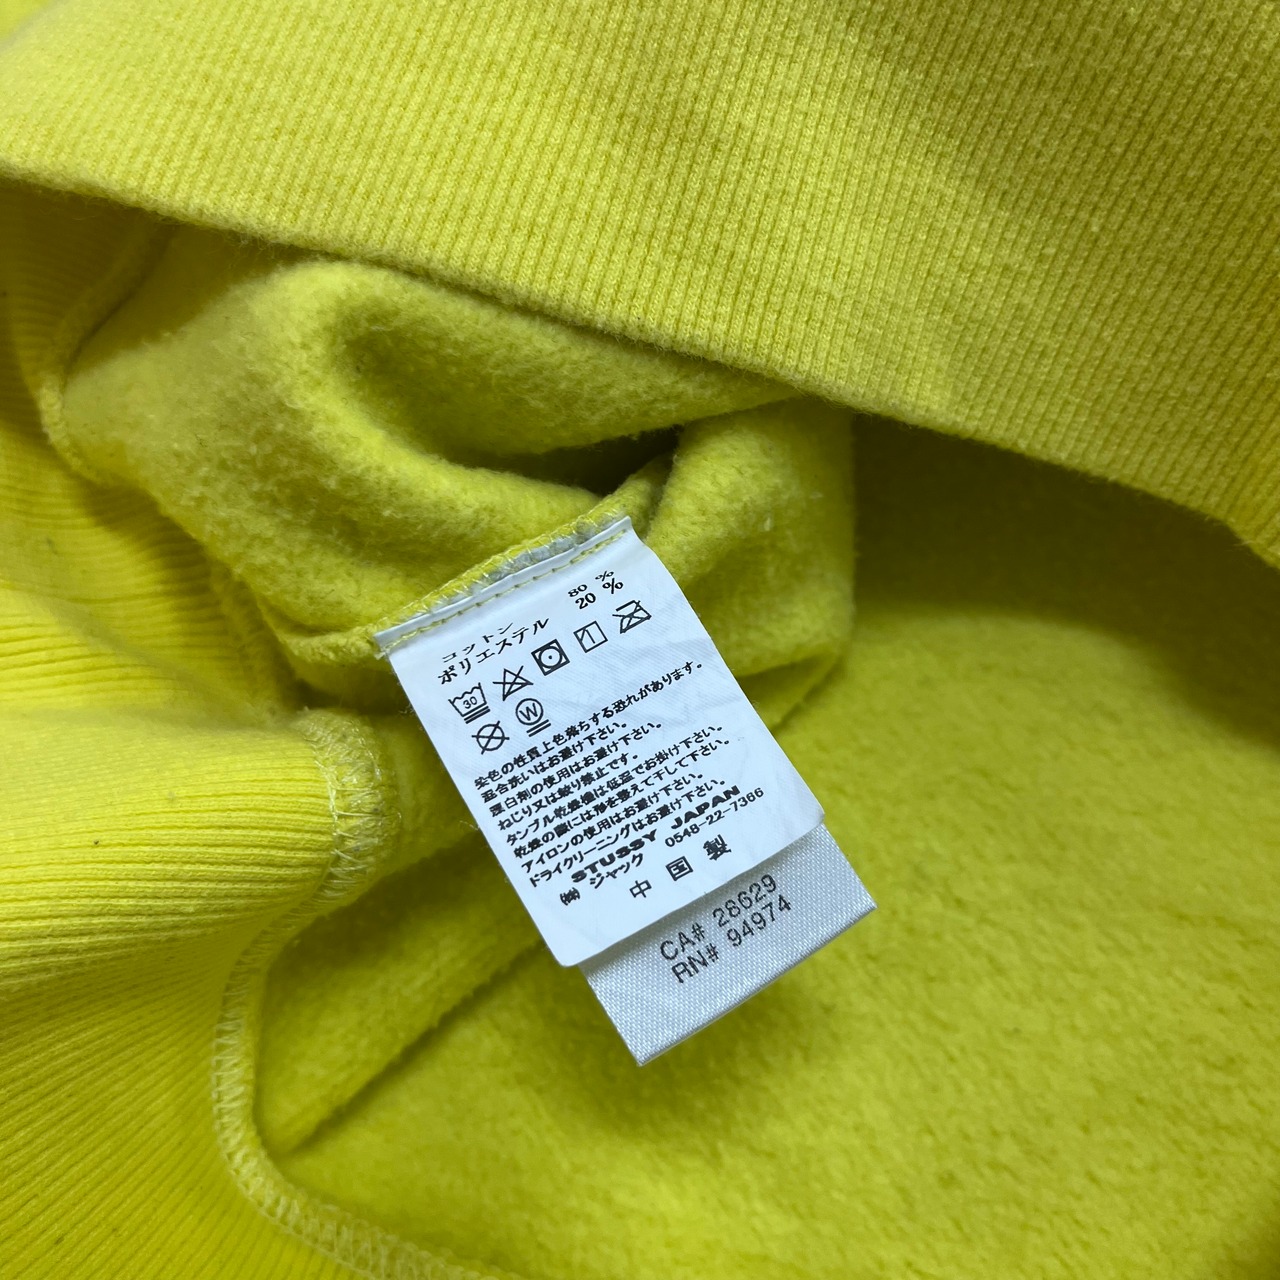 コットン 80 %
ポリエステル 20 %
30
W
染色の性質上色落ちする恐れがあります。
混合洗いはお避け下さい。
漂白剤の使用はお避け下さい。
ねじり又は絞り禁止です。
タンブル乾燥機は低温でお掛け下さい。
乾燥の際には形を整えて干して下さい。
アイロンの使用はお避け下さい。
ドライクリーニングはお避け下さい。
STUSSY JAPAN
㈱ ジャック 0548-22-7366
中国製
CA# 28629
RN# 94974